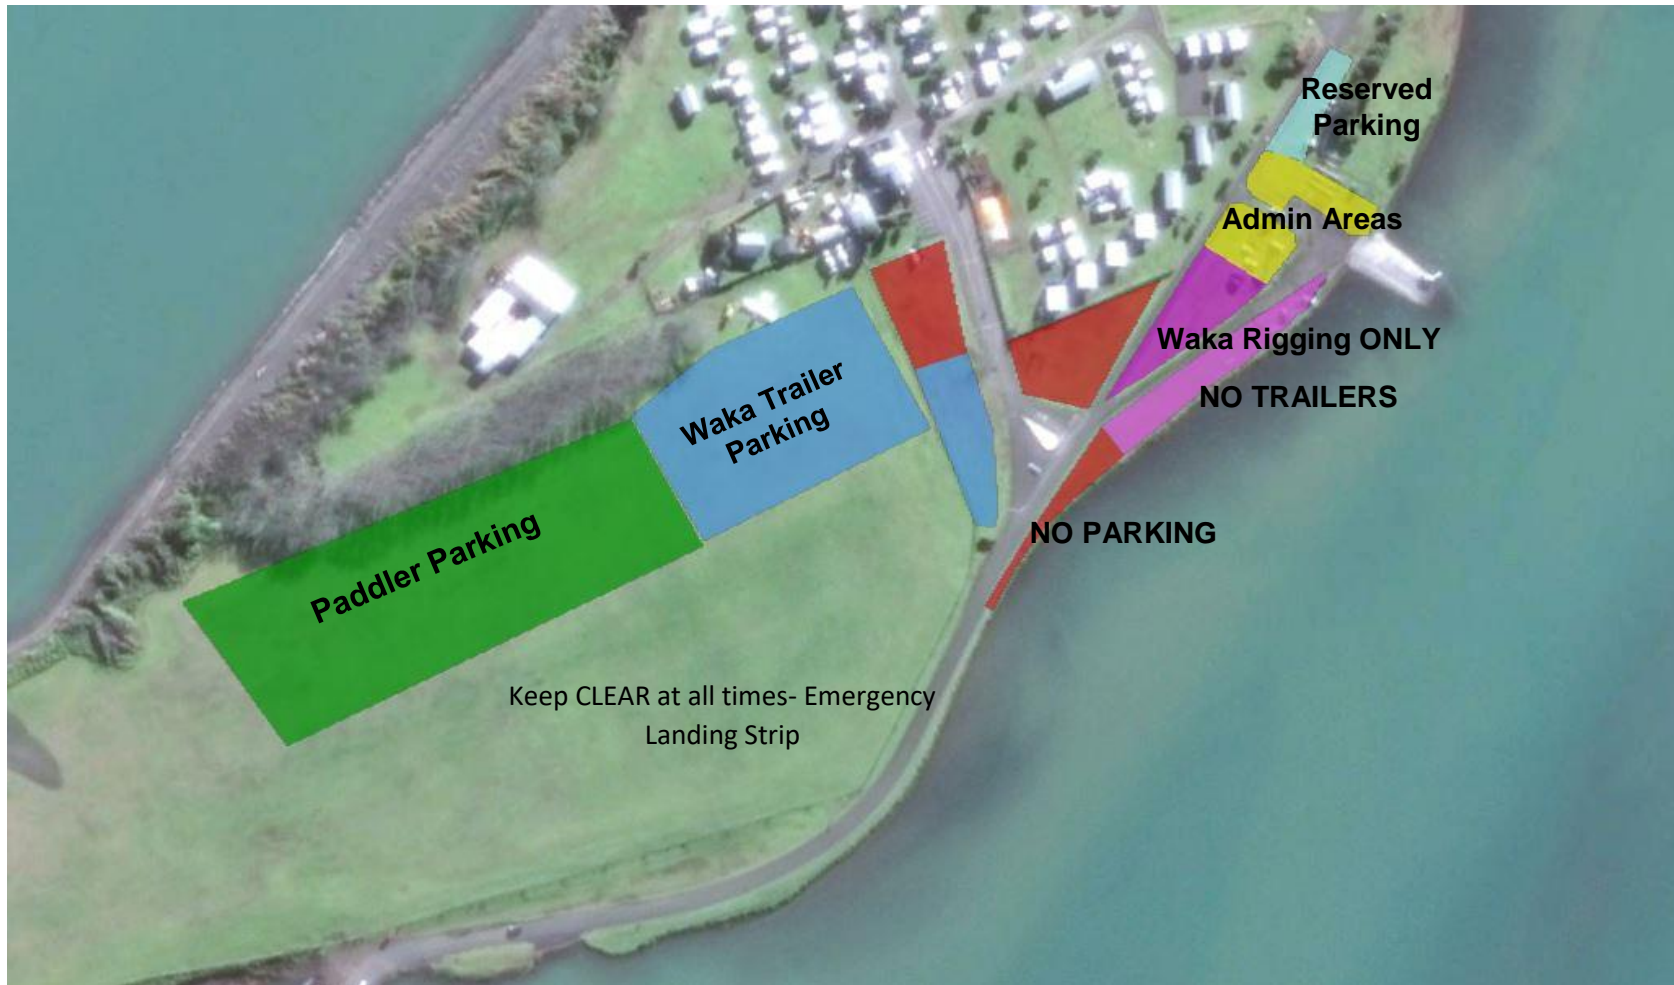 Reserved
Parking
Admin Areas
Waka Rigging ONLY
NO TRAILERS
Waka Trailer
Parking
NO PARKING
Paddler Parking
Keep CLEAR at all times- Emergency
Landing Strip